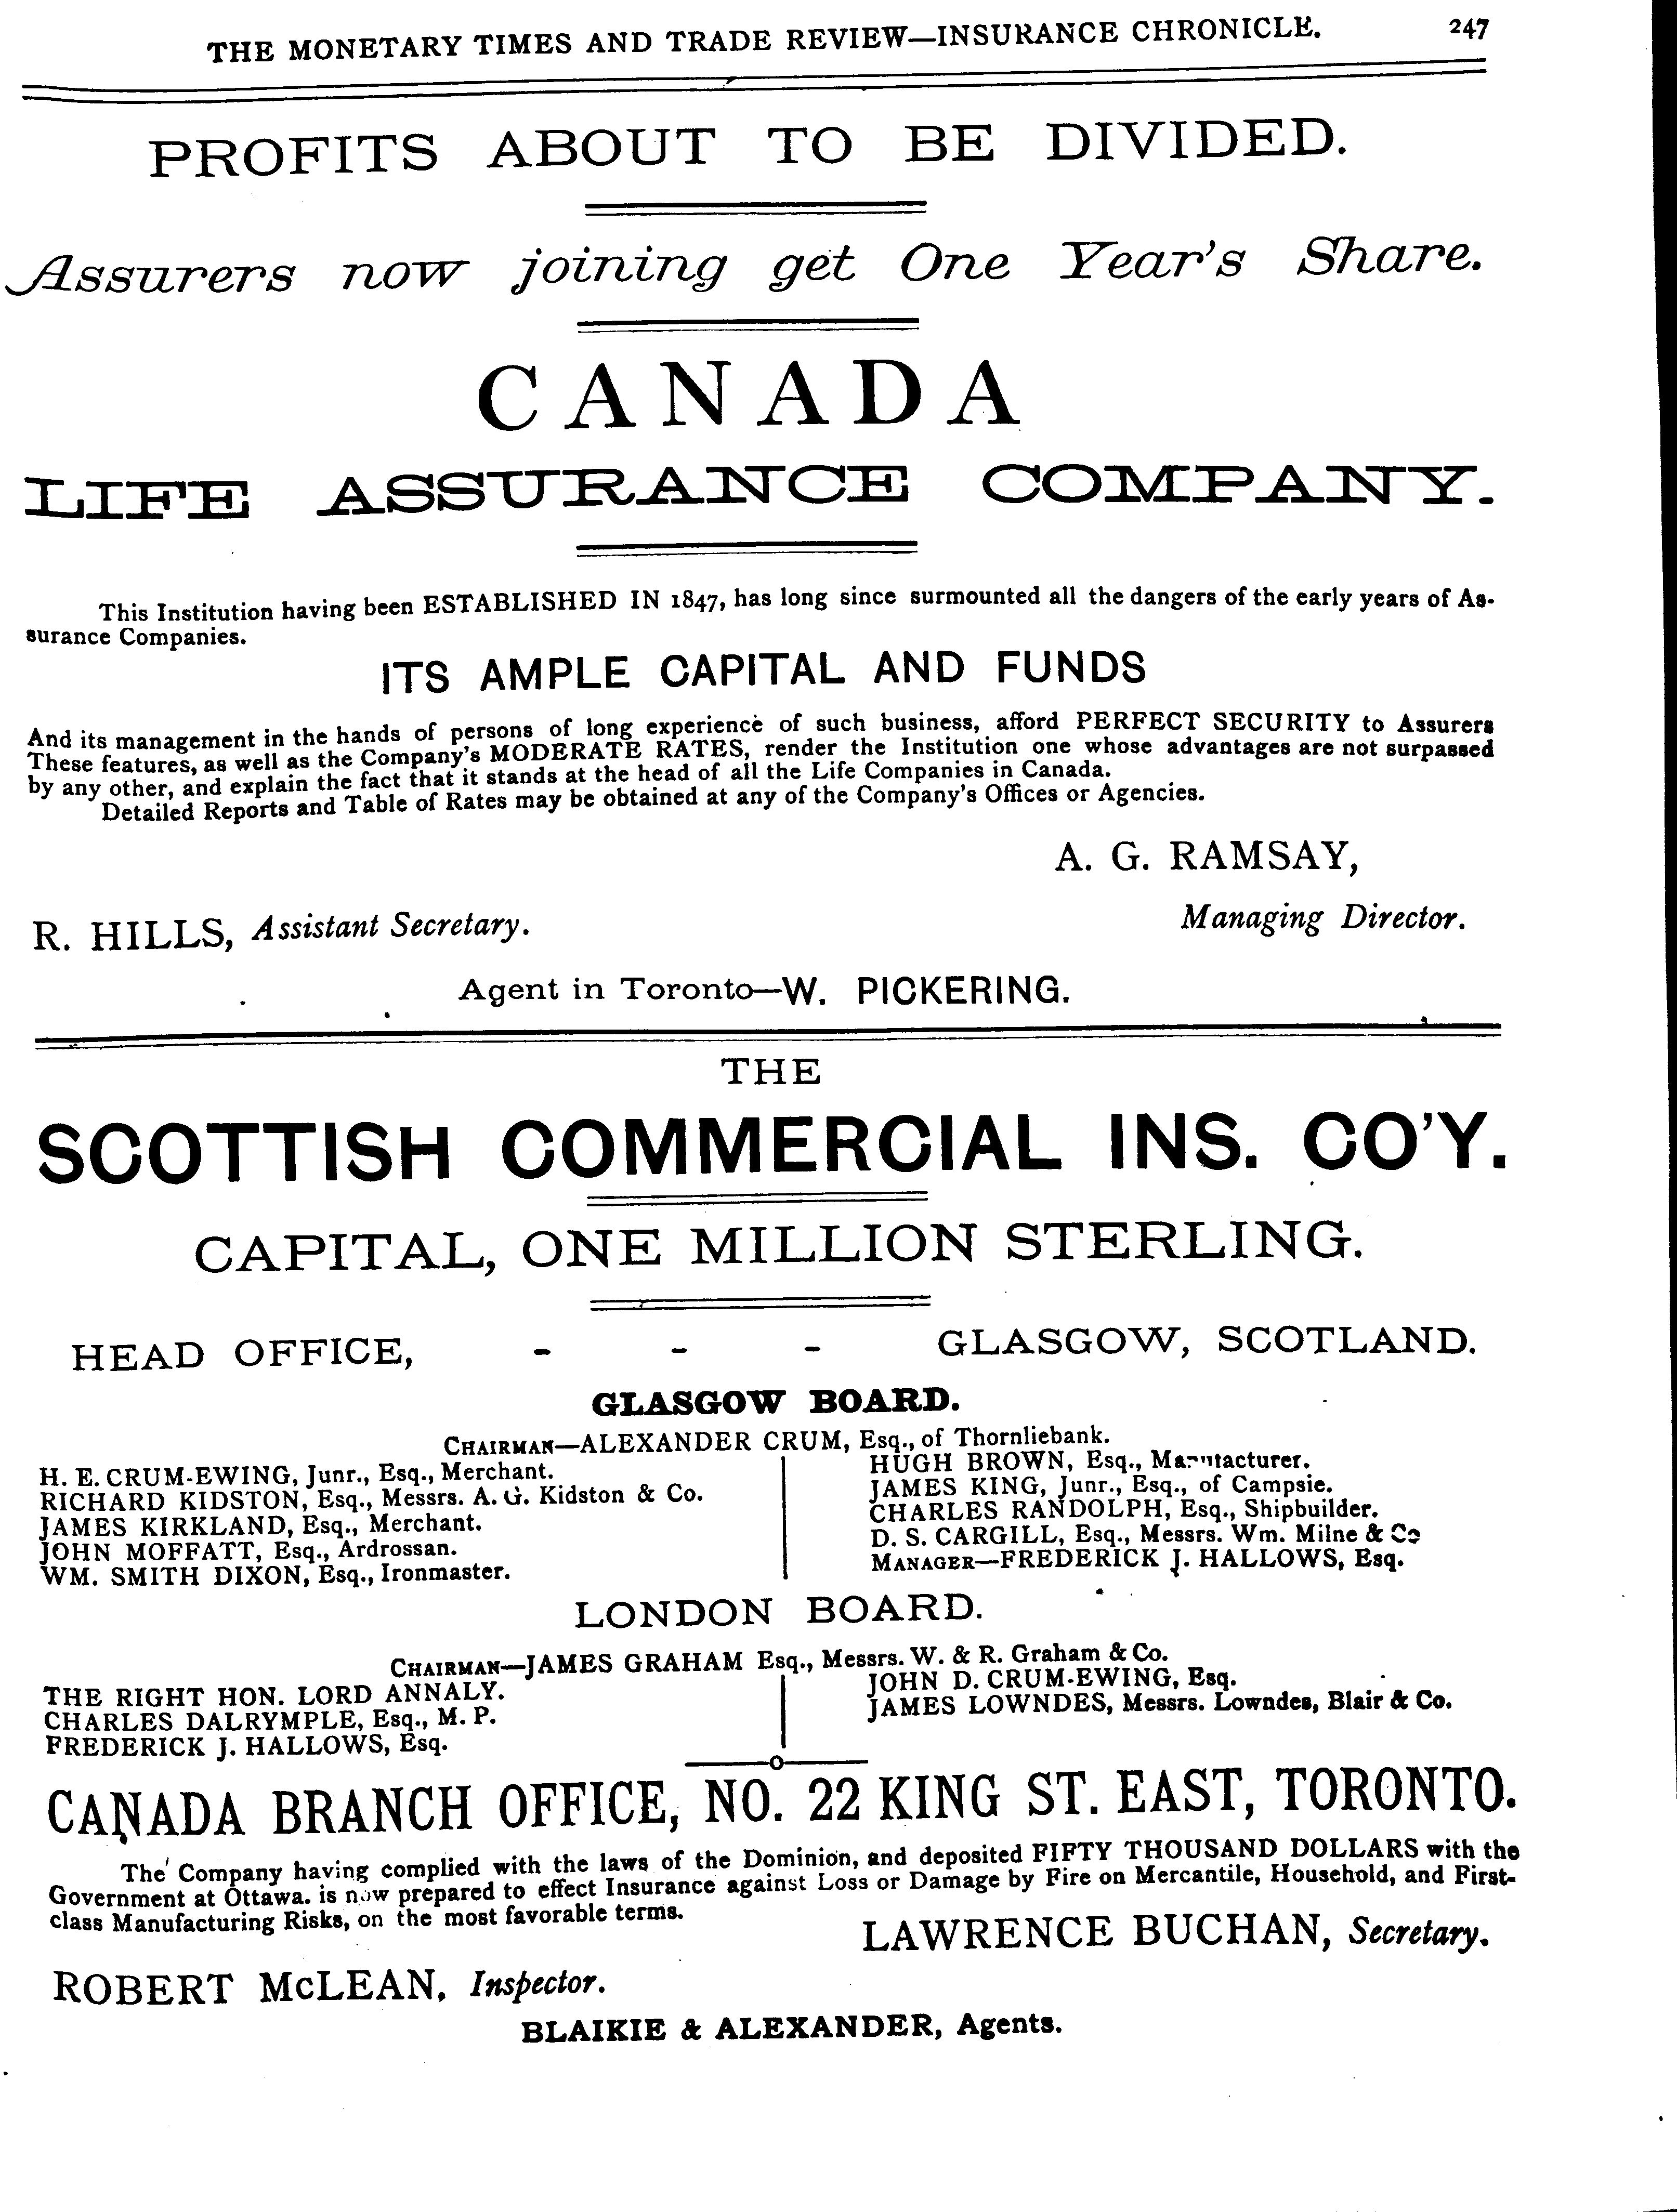 THE MONETARY TIMES AND TRADE REVIEW—INSURANCE CHRONICLE. 247
PROFITS ABOUT TO BE DIVIDED.
Assurers now joining get One Year's Share.
CANADA
LIFE ASSURANCE COMPANY.
This Institution having been ESTABLISHED IN 1847, has long since surmounted all the dangers of the early years of As-
surance Companies.
ITS AMPLE CAPITAL AND FUNDS
And its management in the hands of persons of long experience of such business, afford PERFECT SECURITY to Assurers
These features, as well as the Company's MODERATE RATES, render the Institution one whose advantages are not surpassed
by any other, and explain the fact that it stands at the head of all the Life Companies in Canada.
Detailed Reports and Table of Rates may be obtained at any of the Company's Offices or Agencies.
A. G. RAMSAY,
Managing Director.
R. HILLS, Assistant Secretary.
Agent in Toronto—W. PICKERING.
THE
SCOTTISH COMMERCIAL INS. CO'Y.
CAPITAL, ONE MILLION STERLING.
HEAD OFFICE, - - - GLASGOW, SCOTLAND.
GLASGOW BOARD.
CHAIRMAN—ALEXANDER CRUM, Esq., of Thornliebank.
H. E. CRUM-EWING, Junr., Esq., Merchant.
RICHARD KIDSTON, Esq., Messrs. A. G. Kidston & Co.
JAMES KIRKLAND, Esq., Merchant.
JOHN MOFFATT, Esq., Ardrossan.
WM. SMITH DIXON, Esq., Ironmaster.
HUGH BROWN, Esq., Manufacturer.
JAMES KING, Junr., Esq., of Campsie.
CHARLES RANDOLPH, Esq., Shipbuilder.
D. S. CARGILL, Esq., Messrs. Wm. Milne & Co
MANAGER—FREDERICK J. HALLOWS, Esq.
LONDON BOARD.
CHAIRMAN—JAMES GRAHAM Esq., Messrs. W. & R. Graham & Co.
THE RIGHT HON. LORD ANNALY.
CHARLES DALRYMPLE, Esq., M. P.
FREDERICK J. HALLOWS, Esq.
JOHN D. CRUM-EWING, Esq.
JAMES LOWNDES, Messrs. Lowndes, Blair & Co.
CANADA BRANCH OFFICE, NO. 22 KING ST. EAST, TORONTO.
The Company having complied with the laws of the Dominion, and deposited FIFTY THOUSAND DOLLARS with the
Government at Ottawa. is now prepared to effect Insurance against Loss or Damage by Fire on Mercantile, Household, and First-
class Manufacturing Risks, on the most favorable terms.
LAWRENCE BUCHAN, Secretary.
ROBERT McLEAN, Inspector.
BLAIKIE & ALEXANDER, Agents.